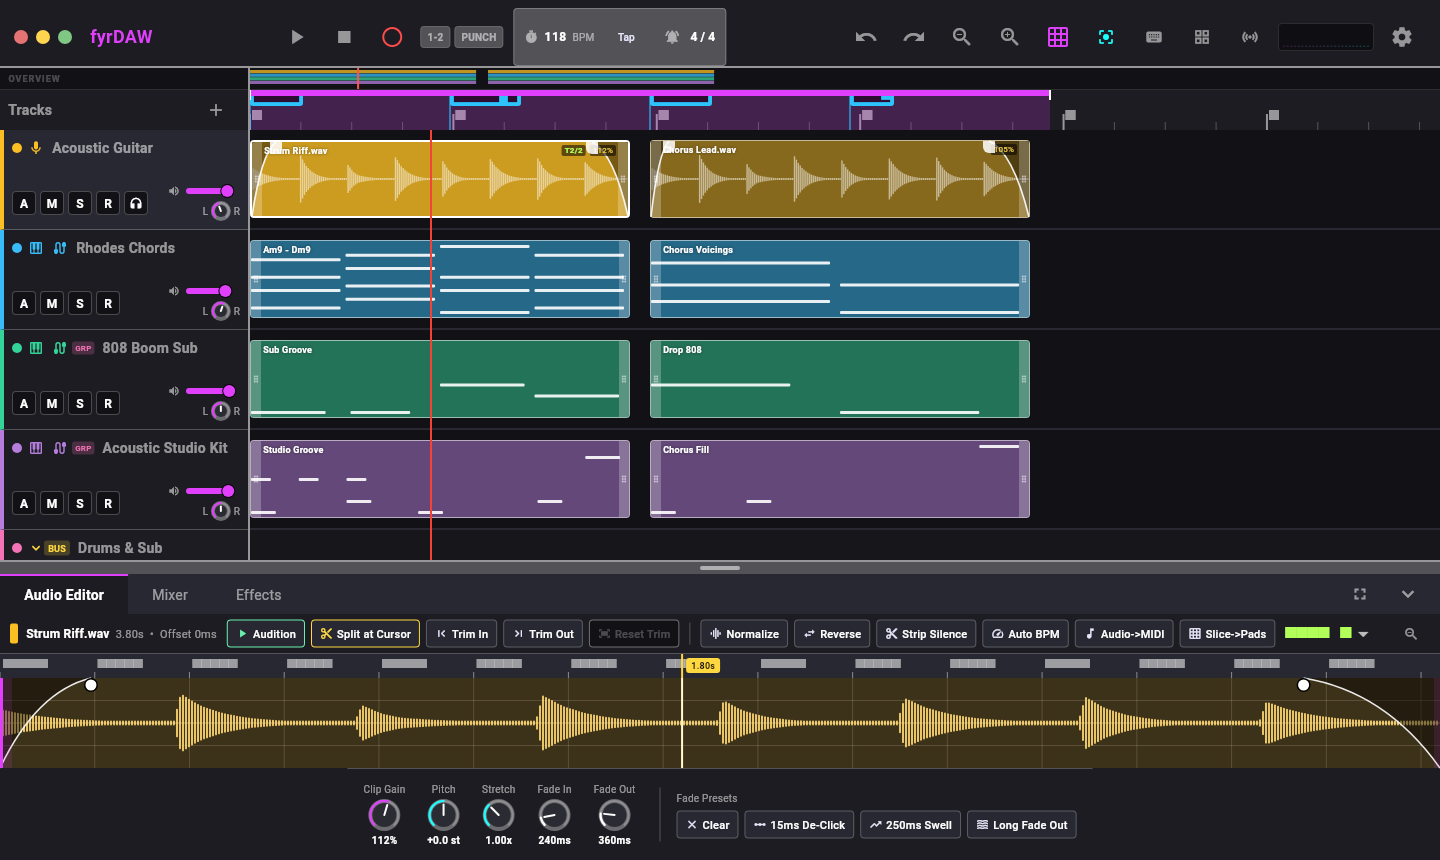 fyrDAW
1-2
PUNCH
118 BPM
Tap
4 / 4
OVERVIEW
Tracks
Acoustic Guitar
A M S R
L R
Strum Riff.wav
T2/2
Chorus Lead.wav
105%
Rhodes Chords
A M S R
L R
Am9 - Dm9
Chorus Voicings
GRP 808 Boom Sub
A M S R
L R
Sub Groove
Drop 808
GRP Acoustic Studio Kit
A M S R
L R
Studio Groove
Chorus Fill
BUS Drums & Sub
Audio Editor
Mixer
Effects
Strum Riff.wav 3.80s • Offset 0ms
Audition
Split at Cursor
Trim In
Trim Out
Reset Trim
Normalize
Reverse
Strip Silence
Auto BPM
Audio->MIDI
Slice->Pads
1.80s
Clip Gain
Pitch
Stretch
Fade In
Fade Out
112%
+0.0 st
1.00x
240ms
360ms
Fade Presets
Clear
15ms De-Click
250ms Swell
Long Fade Out